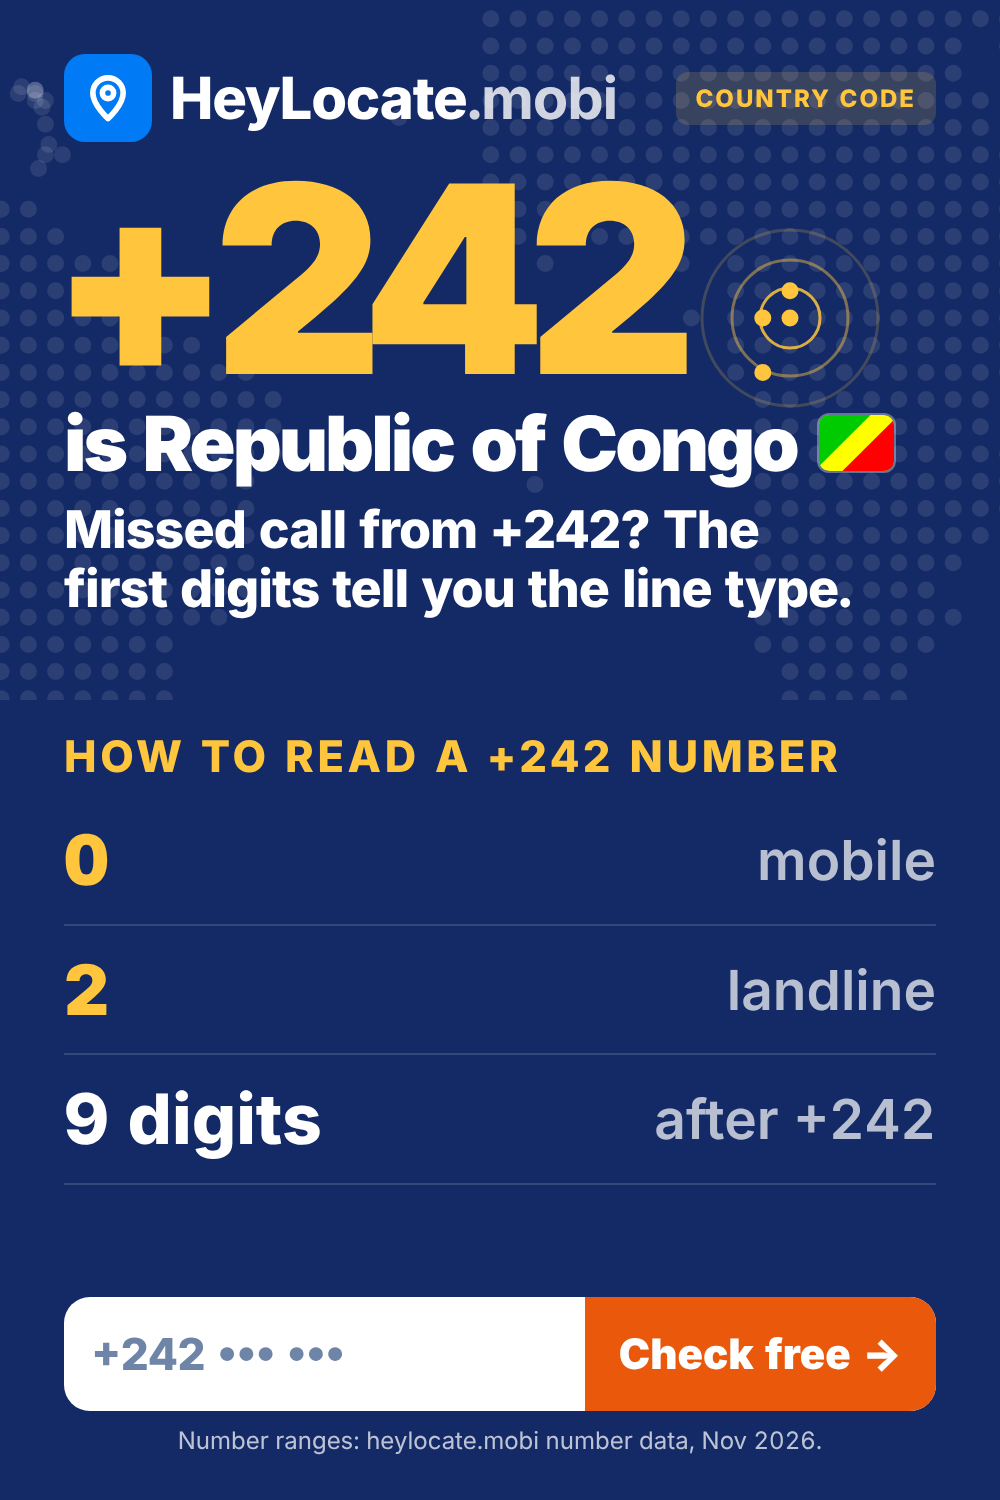 HeyLocate.mobi
COUNTRY CODE
+242
is Republic of Congo
Missed call from +242? The
first digits tell you the line type.
HOW TO READ A +242 NUMBER
0 mobile
2 landline
9 digits after +242
+242 ••• •••
Check free →
Number ranges: heylocate.mobi number data, Nov 2026.